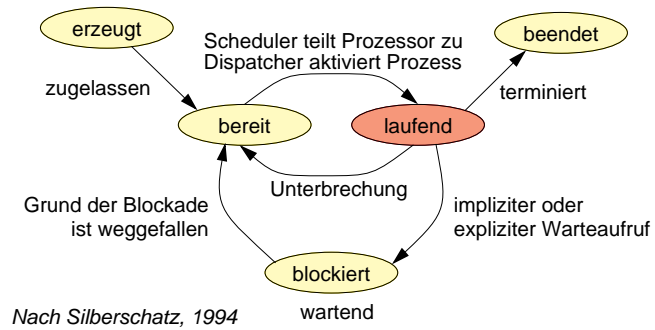 erzeugt
beendet
Scheduler teilt Prozessor zu
Dispatcher aktiviert Prozess
zugelassen
terminiert
bereit
laufend
Unterbrechung
Grund der Blockade
ist weggefallen
impliziter oder
expliziter Warteaufruf
blockiert
wartend
Nach Silberschatz, 1994